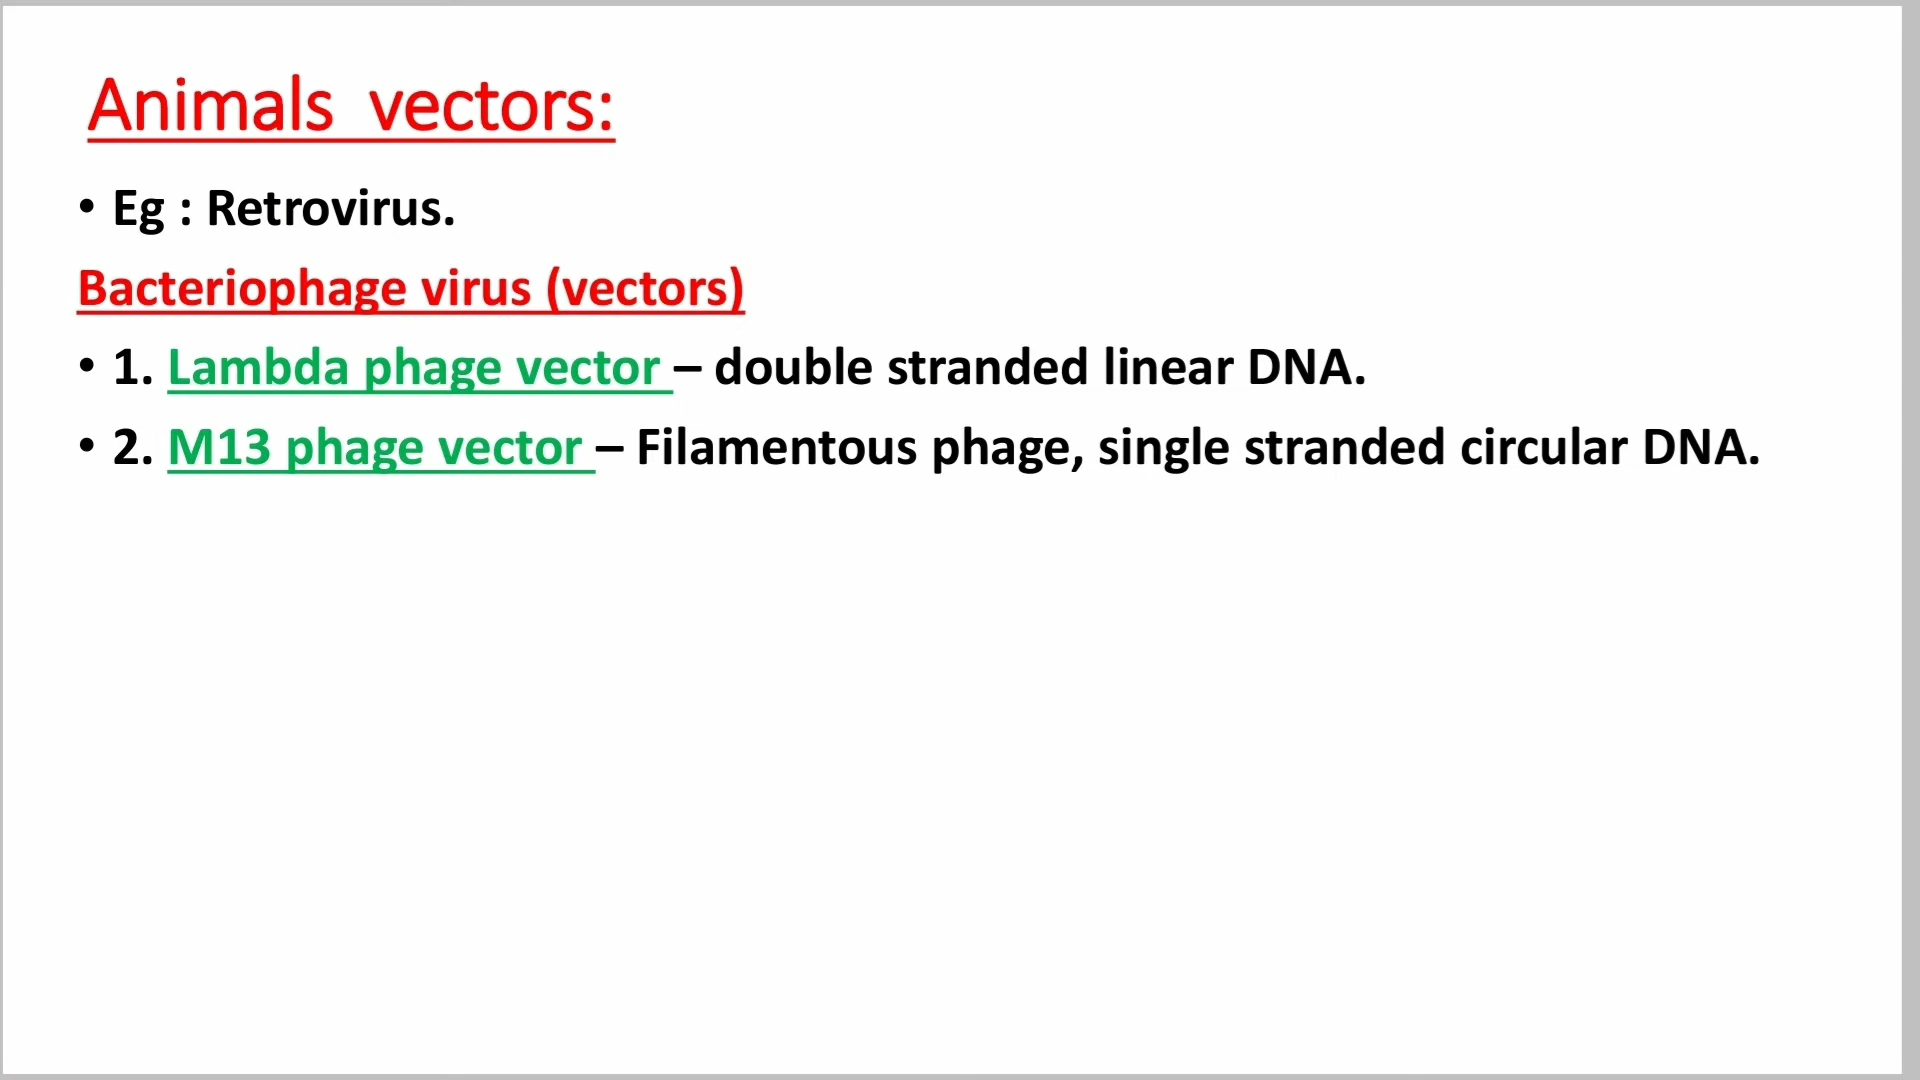 Animals vectors:
• Eg : Retrovirus.
Bacteriophage virus (vectors)
• 1. Lambda phage vector – double stranded linear DNA.
• 2. M13 phage vector – Filamentous phage, single stranded circular DNA.